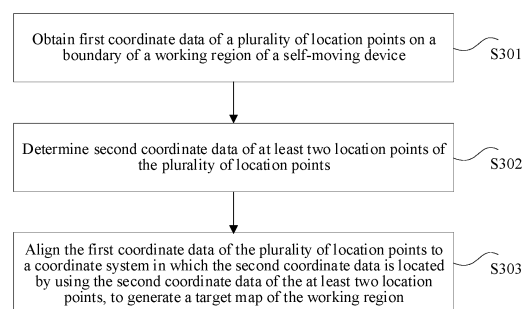 Obtain first coordinate data of a plurality of location points on a
boundary of a working region of a self-moving device
S301
Determine second coordinate data of at least two location points of
the plurality of location points
S302
Align the first coordinate data of the plurality of location points to
a coordinate system in which the second coordinate data is located
by using the second coordinate data of the at least two location
points, to generate a target map of the working region
S303